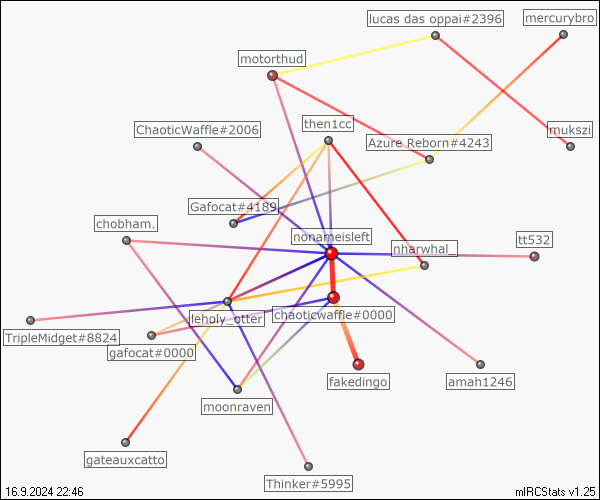 lucas das oppai#2396
mercurybro
motorthud
then1cc
ChaoticWaffle#2006
mukszi
Azure_Reborn#4243
Gafocat#4189
chobham.
nonameisleft
tt532
nharwhal_
leholy_otter
chaoticwaffle#0000
TripleMidget#8824
gafocat#0000
fakedingo
amah1246
moonraven
gateauxcatto
Thinker#5995
16.9.2024 22:46
mIRCStats v1.25